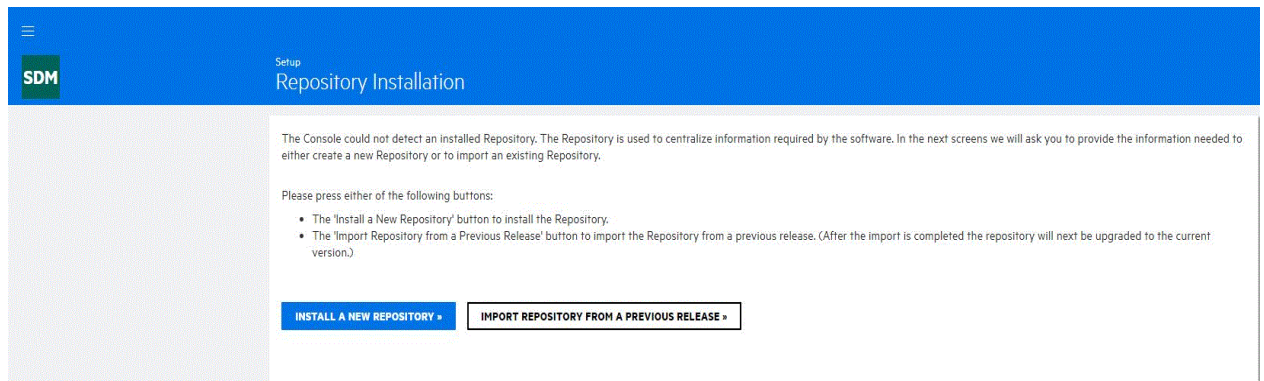 SDM
Setup
Repository Installation
The Console could not detect an installed Repository. The Repository is used to centralize information required by the software. In the next screens we will ask you to provide the information needed to
either create a new Repository or to import an existing Repository.
Please press either of the following buttons:
• The 'Install a New Repository' button to install the Repository.
• The 'Import Repository from a Previous Release' button to import the Repository from a previous release. (After the import is completed the repository will next be upgraded to the current
version.)
INSTALL A NEW REPOSITORY »
IMPORT REPOSITORY FROM A PREVIOUS RELEASE »